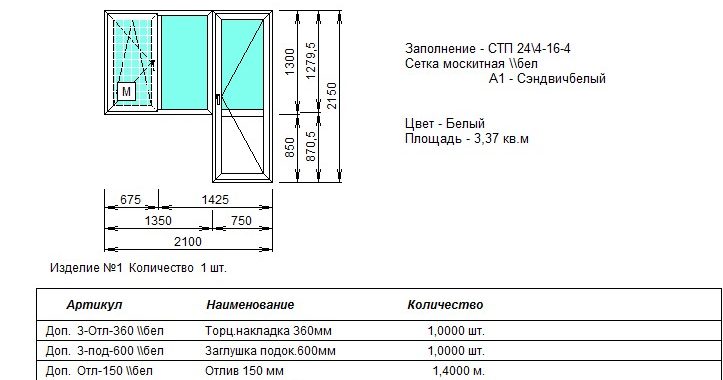 Заполнение - СТП 24\4-16-4
Сетка москитная \\бел
А1 - Сэндвичбелый
Цвет - Белый
Площадь - 3,37 кв.м
М
1300
1279,5
2150
850
870,5
675
1425
1350
750
2100
Изделие №1 Количество 1 шт.
Артикул Наименование Количество
Доп. 3-Отл-360 \\бел Торц.накладка 360мм 1,0000 шт.
Доп. 3-под-600 \\бел Заглушка подок.600мм 1,0000 шт.
Доп. Отл-150 \\бел Отлив 150 мм 1,4000 м.